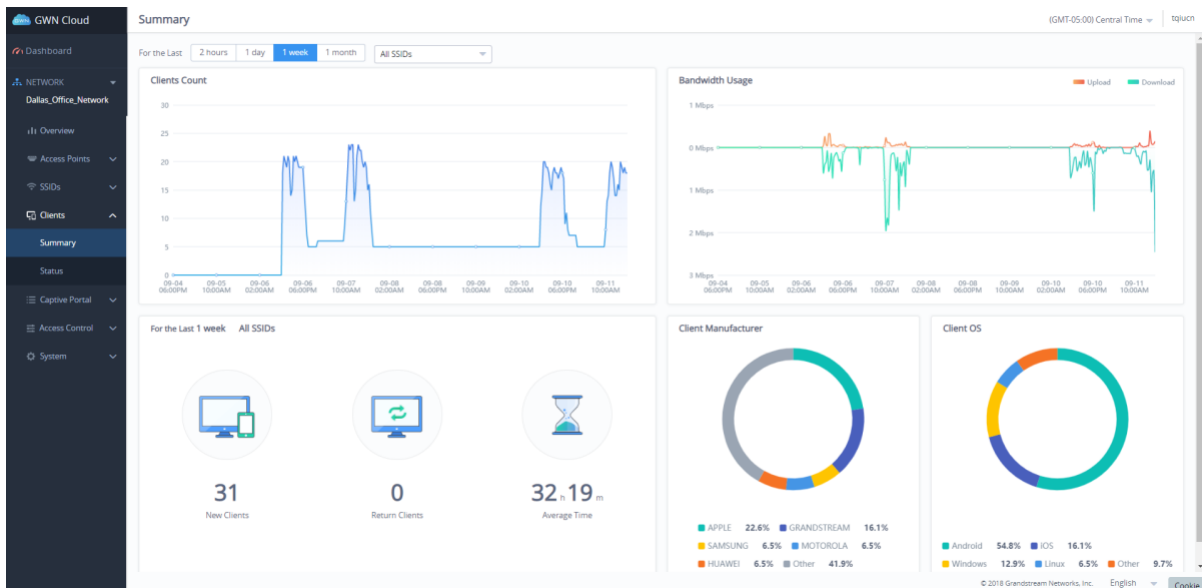 GWN Cloud
Summary
(GMT-05:00) Central Time
tqiucn
Dashboard
NETWORK
Dallas_Office_Network
Overview
Access Points
SSIDs
Clients
Summary
Status
Captive Portal
Access Control
System
For the Last 2 hours 1 day 1 week 1 month All SSIDs
Clients Count
30
25
20
15
10
5
0
09-04 09-05 09-06 09-06 09-07 09-08 09-08 09-09 09-10 09-10 09-11
06:00PM 10:00AM 02:00AM 06:00PM 10:00AM 02:00AM 06:00PM 10:00AM 02:00AM 06:00PM 10:00AM
Bandwidth Usage
Upload Download
1 Mbps
0 Mbps
1 Mbps
2 Mbps
3 Mbps
09-04 09-05 09-06 09-06 09-07 09-08 09-08 09-09 09-10 09-10 09-11
06:00PM 10:00AM 02:00AM 06:00PM 10:00AM 02:00AM 06:00PM 10:00AM 02:00AM 06:00PM 10:00AM
For the Last 1 week All SSIDs
31
New Clients
0
Return Clients
32 h 19 m
Average Time
Client Manufacturer
APPLE 22.6% GRANDSTREAM 16.1%
SAMSUNG 6.5% MOTOROLA 6.5%
HUAWEI 6.5% Other 41.9%
Client OS
Android 54.8% iOS 16.1%
Windows 12.9% Linux 6.5% Other 9.7%
© 2018 Grandstream Networks, Inc. English
Cookie